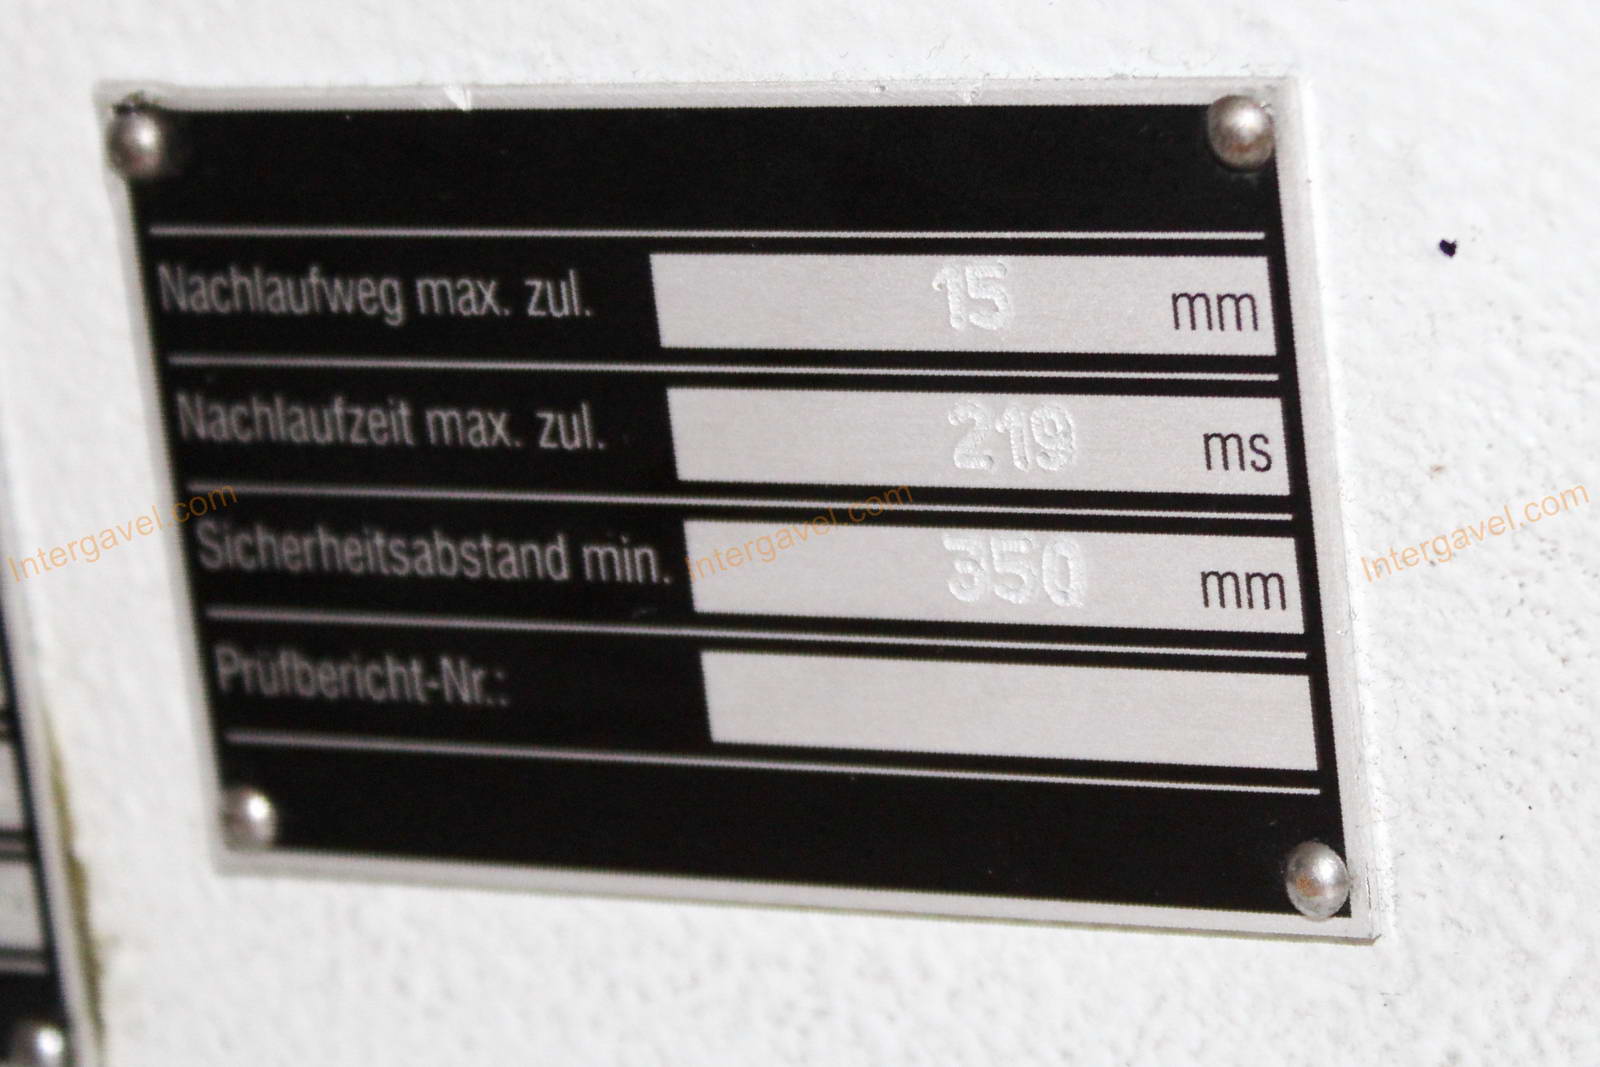 Nachlaufweg max. zul. 15 mm
Nachlaufzeit max. zul. 219 ms
Sicherheitsabstand min. 350 mm
Prüfbericht-Nr.:
Intergavel.com Intergavel.com Intergavel.com